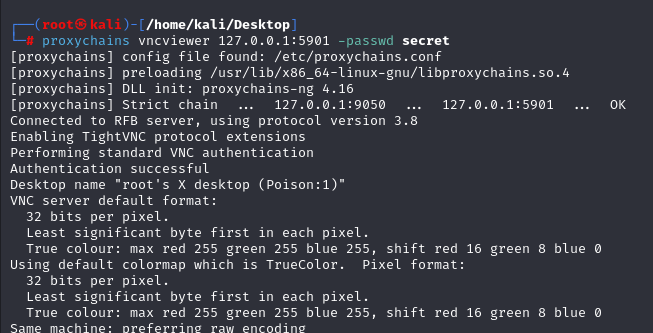 ┌──(root㉿kali)-[/home/kali/Desktop]
└─# proxychains vncviewer 127.0.0.1:5901 -passwd secret
[proxychains] config file found: /etc/proxychains.conf
[proxychains] preloading /usr/lib/x86_64-linux-gnu/libproxychains.so.4
[proxychains] DLL init: proxychains-ng 4.16
[proxychains] Strict chain  ...  127.0.0.1:9050  ...  127.0.0.1:5901  ...  OK
Connected to RFB server, using protocol version 3.8
Enabling TightVNC protocol extensions
Performing standard VNC authentication
Authentication successful
Desktop name "root's X desktop (Poison:1)"
VNC server default format:
  32 bits per pixel.
  Least significant byte first in each pixel.
  True colour: max red 255 green 255 blue 255, shift red 16 green 8 blue 0
Using default colormap which is TrueColor.  Pixel format:
  32 bits per pixel.
  Least significant byte first in each pixel.
  True colour: max red 255 green 255 blue 255, shift red 16 green 8 blue 0
Same machine: preferring raw encoding